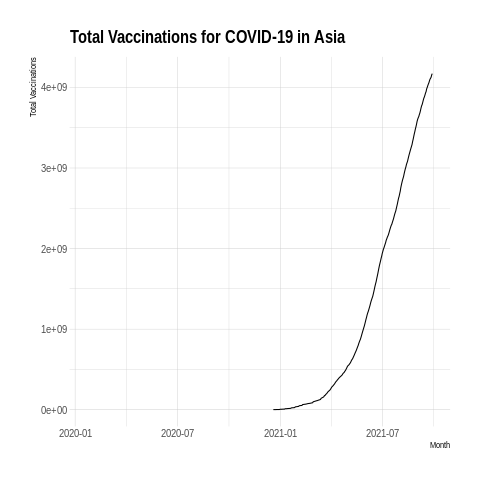 Total Vaccinations for COVID-19 in Asia
Total Vaccinations
4e+09
3e+09
2e+09
1e+09
0e+00
2020-01 2020-07 2021-01 2021-07
Month